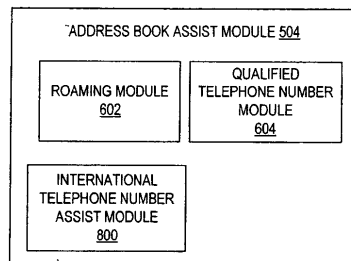 ADDRESS BOOK ASSIST MODULE 504
ROAMING MODULE
602
QUALIFIED
TELEPHONE NUMBER
MODULE
604
INTERNATIONAL
TELEPHONE NUMBER
ASSIST MODULE
800